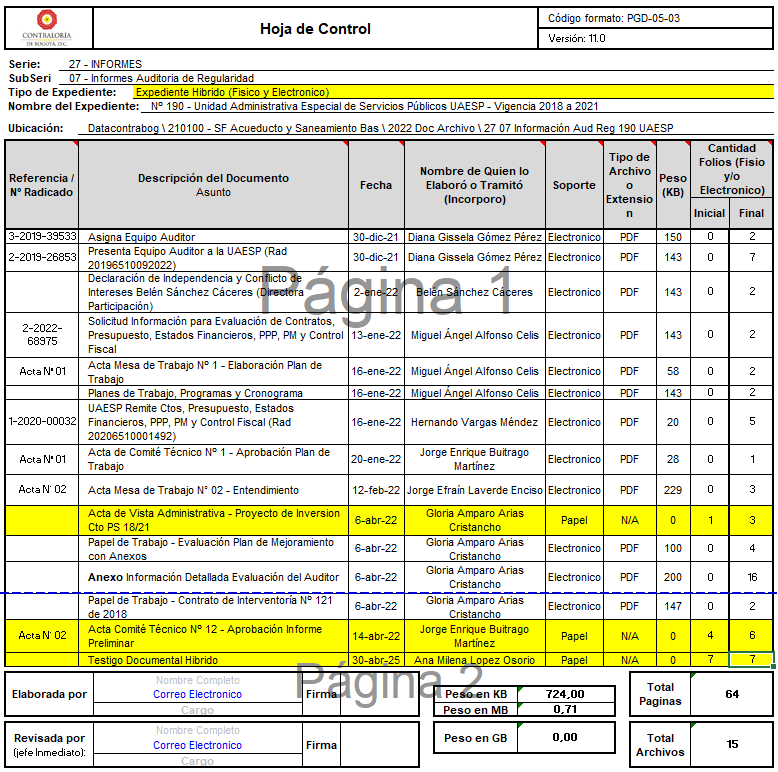 CONTRALORÍA
DE BOGOTÁ, D.C.
Hoja de Control
Código formato: PGD-05-03
Versión: 11.0
Serie: 27 - INFORMES
SubSeri 07 - Informes Auditoria de Regularidad
Tipo de Expediente: Expediente Hibrido (Fisico y Electronico)
Nombre del Expediente: Nº 190 - Unidad Administrativa Especial de Servicios Públicos UAESP - Vigencia 2018 a 2021
Ubicación: Datacontrabog \ 210100 - SF Acueducto y Saneamiento Bas \ 2022 Doc Archivo \ 27 07 Información Aud Reg 190 UAESP
Referencia /
Nº Radicado
Descripción del Documento
Asunto
Fecha
Nombre de Quien lo
Elaboró o Tramitó
(Incorporo)
Soporte
Tipo de
Archivo
o
Extensio
n
Peso
(KB)
Cantidad
Folios (Fisio
y/o
Electronico)
Inicial Final
3-2019-39533 Asigna Equipo Auditor 30-dic-21 Diana Gissela Gómez Pérez Electronico PDF 150 0 2
2-2019-26853 Presenta Equipo Auditor a la UAESP (Rad
20196510092022) 30-dic-21 Diana Gissela Gómez Pérez Electronico PDF 143 0 7
Declaración de Independencia y Conflicto de
Intereses Belén Sánchez Cáceres (Directora
Participación) 2-ene-22 Belén Sánchez Cáceres Electronico PDF 143 0 2
Página 1
2-2022-
68975 Solicitud Información para Evaluación de Contratos,
Presupuesto, Estados Financieros, PPP, PM y Control
Fiscal 13-ene-22 Miguel Ángel Alfonso Celis Electronico PDF 143 0 2
Acta Nº 01 Acta Mesa de Trabajo Nº 1 - Elaboración Plan de
Trabajo 16-ene-22 Miguel Ángel Alfonso Celis Electronico PDF 58 0 2
Planes de Trabajo, Programas y Cronograma 16-ene-22 Miguel Ángel Alfonso Celis Electronico PDF 143 0 2
1-2020-00032 UAESP Remite Ctos, Presupuesto, Estados
Financieros, PPP, PM y Control Fiscal (Rad
20206510001492) 16-ene-22 Hernando Vargas Méndez Electronico PDF 20 0 5
Acta Nº 01 Acta de Comité Técnico Nº 1 - Aprobación Plan de
Trabajo 20-ene-22 Jorge Enrique Buitrago
Martínez Electronico PDF 28 0 1
Acta N° 02 Acta Mesa de Trabajo N° 02 - Entendimiento 12-feb-22 Jorge Efraín Laverde Enciso Electronico PDF 229 0 3
Acta de Vista Administrativa - Proyecto de Inversion
Cto PS 18/21 6-abr-22 Gloria Amparo Arias
Cristancho Papel N/A 0 1 3
Papel de Trabajo - Evaluación Plan de Mejoramiento
con Anexos 6-abr-22 Gloria Amparo Arias
Cristancho Electronico PDF 100 0 4
Anexo Información Detallada Evaluación del Auditor 6-abr-22 Gloria Amparo Arias
Cristancho Electronico PDF 200 0 16
Papel de Trabajo - Contrato de Interventoría Nº 121
de 2018 6-abr-22 Gloria Amparo Arias
Cristancho Electronico PDF 147 0 2
Acta N° 02 Acta Comité Técnico Nº 12 - Aprobación Informe
Preliminar 14-abr-22 Jorge Enrique Buitrago
Martínez Papel N/A 0 4 6
Testigo Documental Hibrido 30-abr-25 Ana Milena Lopez Osorio Papel N/A 0 7 7
Página 2
Elaborada por
Nombre Completo
Correo Electronico
Cargo
Firma
Peso en KB 724,00
Peso en MB 0,71
Total
Paginas 64
Revisada por
(jefe Inmediato):
Nombre Completo
Correo Electronico
Cargo
Firma
Peso en GB 0,00
Total
Archivos 15